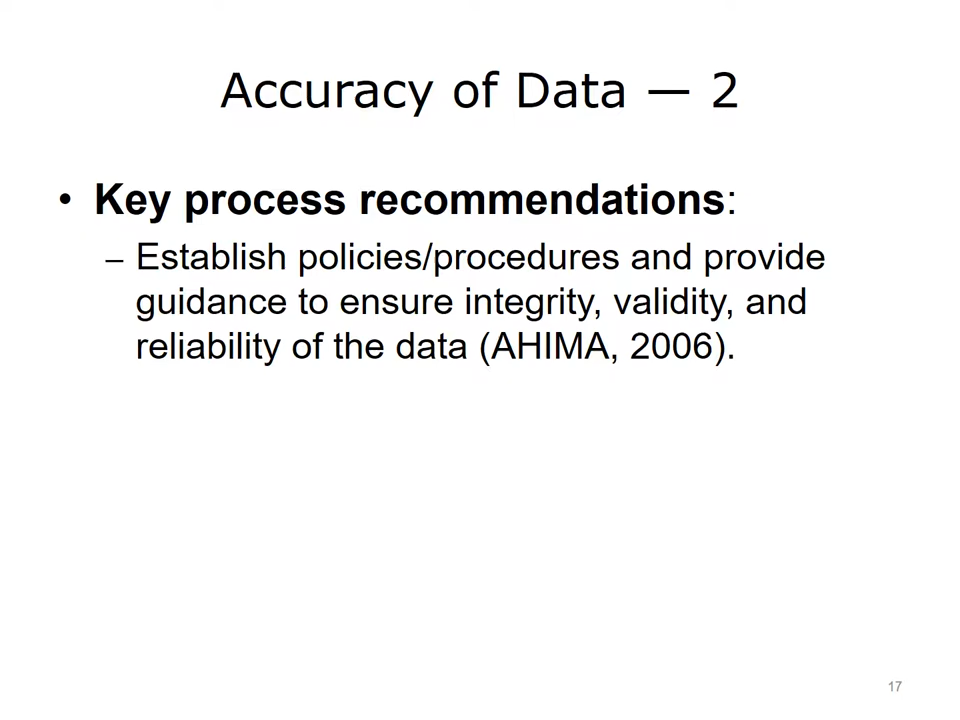 Accuracy of Data — 2
• Key process recommendations:
– Establish policies/procedures and provide
guidance to ensure integrity, validity, and
reliability of the data (AHIMA, 2006).
17